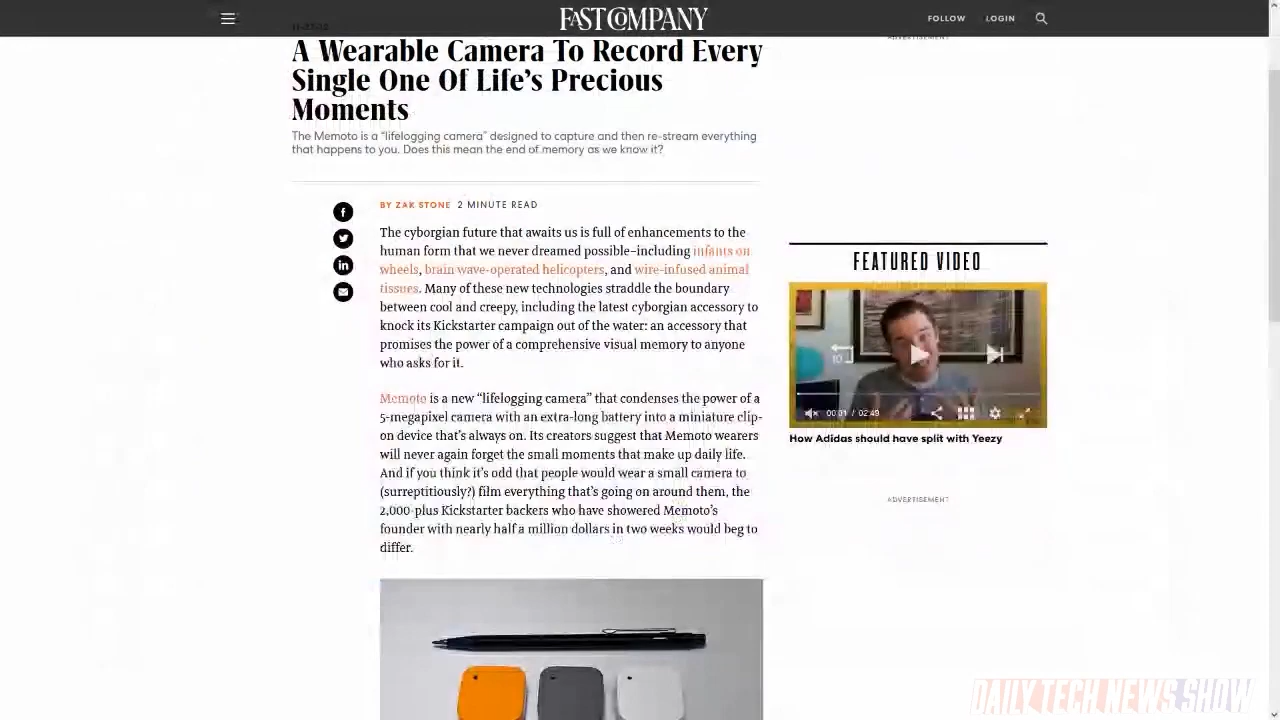 FAST COMPANY
FOLLOW
LOGIN
A Wearable Camera To Record Every
Single One Of Life’s Precious
Moments
The Memoto is a “lifelogging camera” designed to capture and then re-stream everything
that happens to you. Does this mean the end of memory as we know it?
BY ZAK STONE 2 MINUTE READ
The cyborgian future that awaits us is full of enhancements to the
human form that we never dreamed possible–including infants on
wheels, brain wave-operated helicopters, and wire-infused animal
tissues. Many of these new technologies straddle the boundary
between cool and creepy, including the latest cyborgian accessory to
knock its Kickstarter campaign out of the water: an accessory that
promises the power of a comprehensive visual memory to anyone
who asks for it.
Memoto is a new “lifelogging camera” that condenses the power of a
5-megapixel camera with an extra-long battery into a miniature clip-
on device that’s always on. Its creators suggest that Memoto wearers
will never again forget the small moments that make up daily life.
And if you think it’s odd that people would wear a small camera to
(surreptitiously?) film everything that’s going on around them, the
2,000-plus Kickstarter backers who have showered Memoto’s
founder with nearly half a million dollars in two weeks would beg to
differ.
ADVERTISEMENT
FEATURED VIDEO
10
00:01 / 02:49
How Adidas should have split with Yeezy
ADVERTISEMENT
DAILY TECH NEWS SHOW